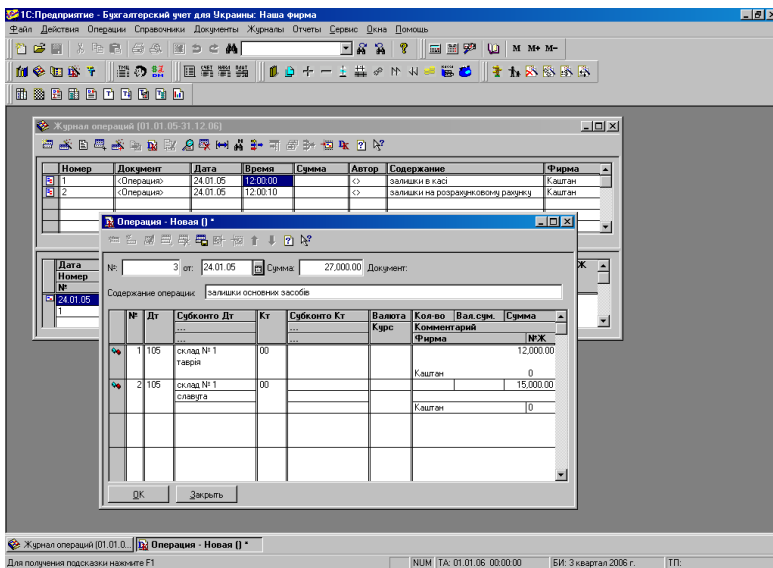 1С:Предприятие - Бухгалтерский учет для Украины: Наша фирма
Файл Действия Операции Справочники Документы Журналы Отчеты Сервис Окна Помощь
М М+ М-
Журнал операций (01.01.05-31.12.06)
Номер Документ Дата Время Сумма Автор Содержание Фирма
1 <Операция> 24.01.05 12:00:00 <> залишки в касі Каштан
2 <Операция> 24.01.05 12:00:10 <> залишки на розрахунковому рахунку Каштан
Операция - Новая () *
№: 3 от: 24.01.05 Сумма: 27,000.00 Документ:
Содержание операции: залишки основних засобів
Дата
Номер
№
24.01.05
1
Ж
№ Дт Субконто Дт Кт Субконто Кт Валюта Кол-во Вал.сум. Сумма
... ... Курс Комментарий
... ... Фирма №Ж
1 105 склад № 1 00 12,000.00
таврія
Каштан 0
2 105 склад № 1 00 15,000.00
славута
Каштан 0
OK Закрыть
Журнал операций (01.01.0... Операция - Новая () *
Для получения подсказки нажмите F1 NUM ТА: 01.01.06 00:00:00 БИ: 3 квартал 2006 г. ТП: